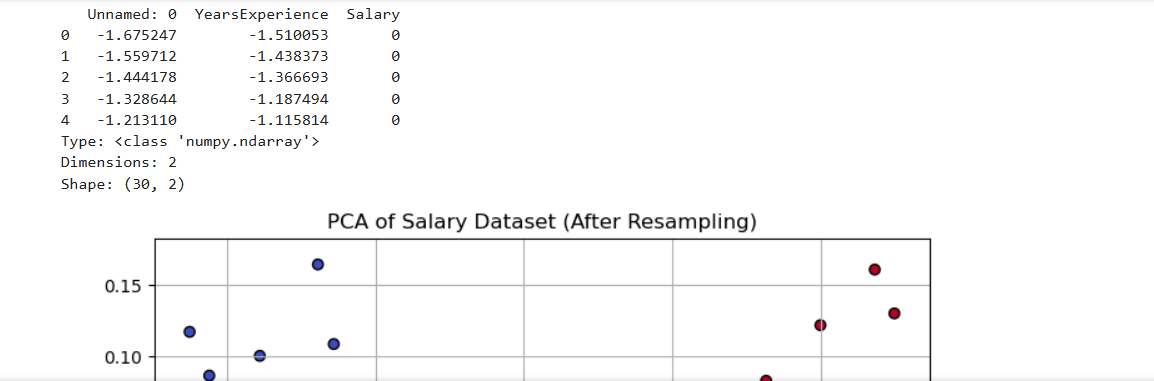 Unnamed: 0 YearsExperience Salary
0 -1.675247 -1.510053 0
1 -1.559712 -1.438373 0
2 -1.444178 -1.366693 0
3 -1.328644 -1.187494 0
4 -1.213110 -1.115814 0
Type: <class 'numpy.ndarray'>
Dimensions: 2
Shape: (30, 2)
PCA of Salary Dataset (After Resampling)
0.15
0.10